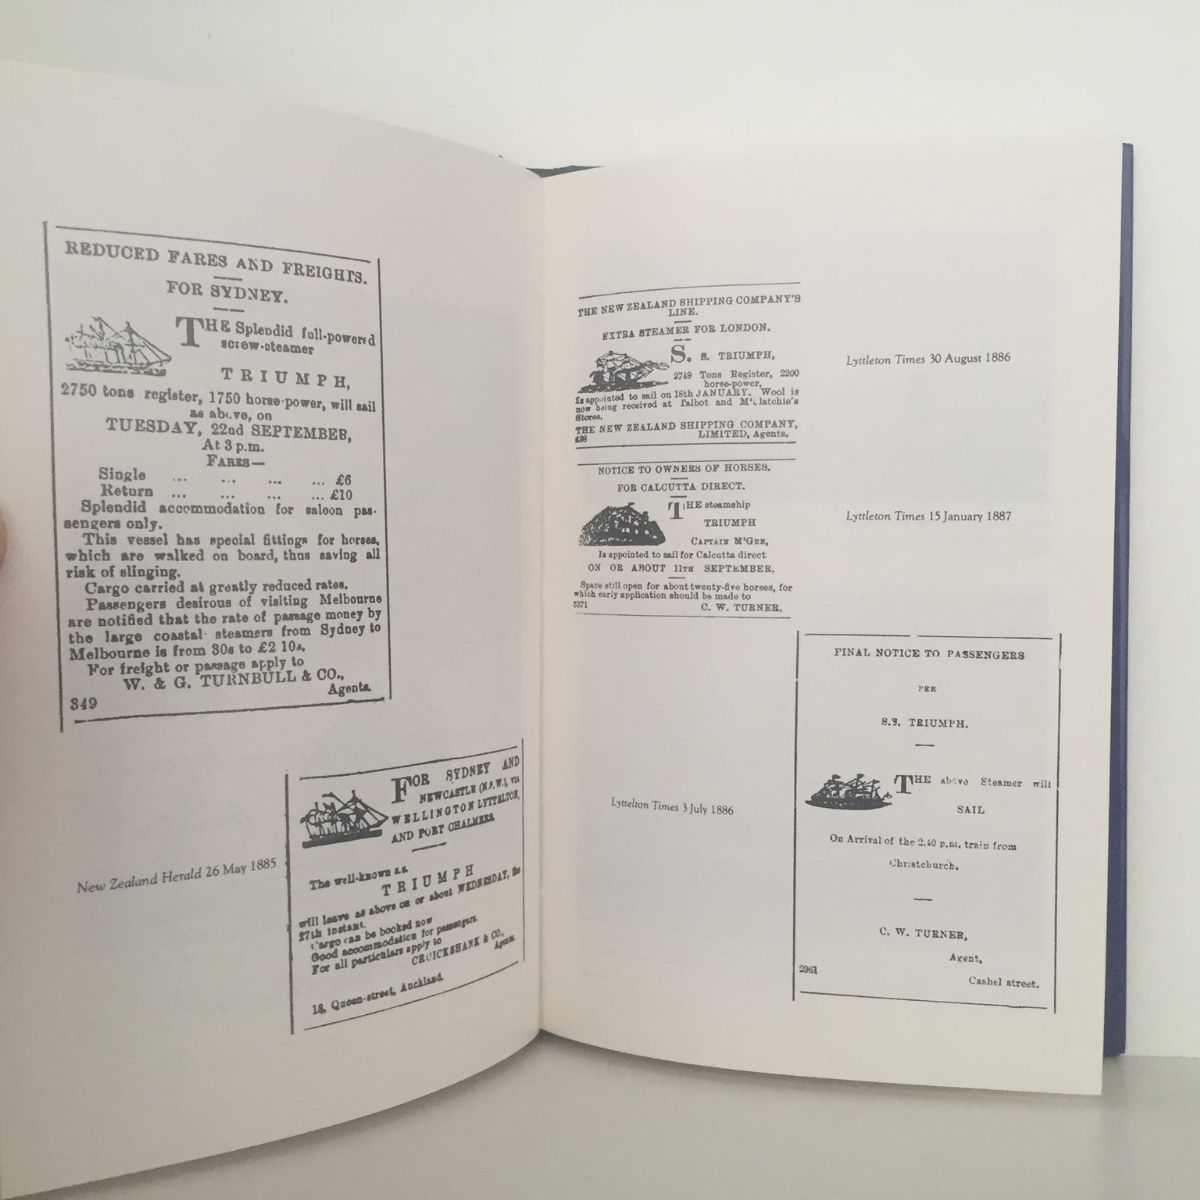 REDUCED FARES AND FREIGHTS.
FOR SYDNEY.
THE Splendid full-powered
screw-steamer
TRIUMPH,
2750 tons register, 1750 horse-power, will sail
as above, on
TUESDAY, 22nd SEPTEMBER,
At 3 p.m.
FARES—
Single ... ... ... ... £6
Return ... ... ... ... £10
Splendid accommodation for saloon pas-
sengers only.
This vessel has special fittings for horses,
which are walked on board, thus saving all
risk of slinging.
Cargo carried at greatly reduced rates.
Passengers desirous of visiting Melbourne
are notified that the rate of passage money by
the large coastal steamers from Sydney to
Melbourne is from 30s to £2 10s.
For freight or passage apply to
W. & G. TURNBULL & CO.,
Agents.
349
New Zealand Herald 26 May 1885
FOR SYDNEY AND
NEWCASTLE (N.S.W.), VIA
WELLINGTON LYTTELTON,
AND PORT CHALMERS.
The well-known s.s.
TRIUMPH
will leave as above on or about WEDNESDAY, the
27th instant.
Cargo can be booked now
Good accommodation for passengers.
For all particulars apply to
CRUICKSHANK & CO.,
Agents.
18, Queen-street, Auckland.
THE NEW ZEALAND SHIPPING COMPANY'S
LINE.
EXTRA STEAMER FOR LONDON.
S. S. TRIUMPH,
2749 Tons Register, 2200
horse-power,
Is appointed to sail on 18th JANUARY. Wool is
now being received at Talbot and M'Clatchie's
Stores.
THE NEW ZEALAND SHIPPING COMPANY,
498 LIMITED, Agents.
Lyttleton Times 30 August 1886
NOTICE TO OWNERS OF HORSES.
FOR CALCUTTA DIRECT.
THE steamship
TRIUMPH
CAPTAIN M'GEE,
Is appointed to sail for Calcutta direct
ON OR ABOUT 11TH SEPTEMBER.
Space still open for about twenty-five horses, for
which early application should be made to
5371 C. W. TURNER.
Lyttleton Times 15 January 1887
Lyttelton Times 3 July 1886
FINAL NOTICE TO PASSENGERS
PER
S.S. TRIUMPH.
THE above Steamer will
SAIL
On Arrival of the 2.40 p.m. train from
Christchurch.
C. W. TURNER,
Agent,
2961 Cashel street.